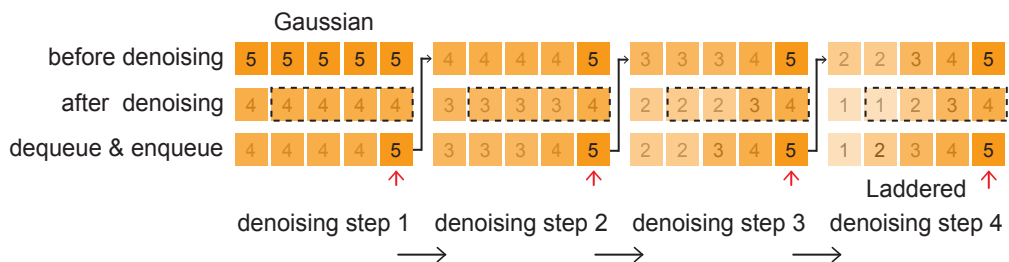 Gaussian
before denoising 5 5 5 5 5 4 4 4 4 5 3 3 3 4 5 2 2 3 4 5
after denoising 4 4 4 4 4 3 3 3 3 4 2 2 2 3 4 1 1 2 3 4
dequeue & enqueue 4 4 4 4 5 3 3 3 4 5 2 2 3 4 5 1 2 3 4 5
Laddered
denoising step 1 denoising step 2 denoising step 3 denoising step 4